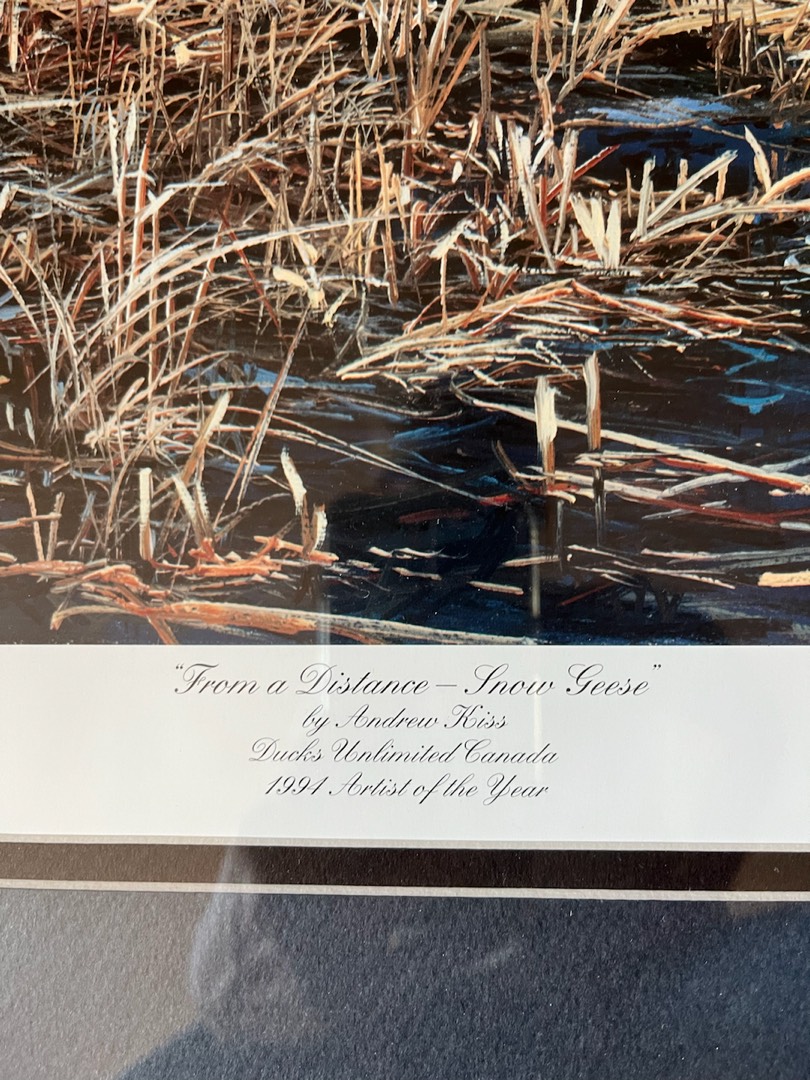 "From a Distance – Snow Geese"
by Andrew Kiss
Ducks Unlimited Canada
1994 Artist of the Year